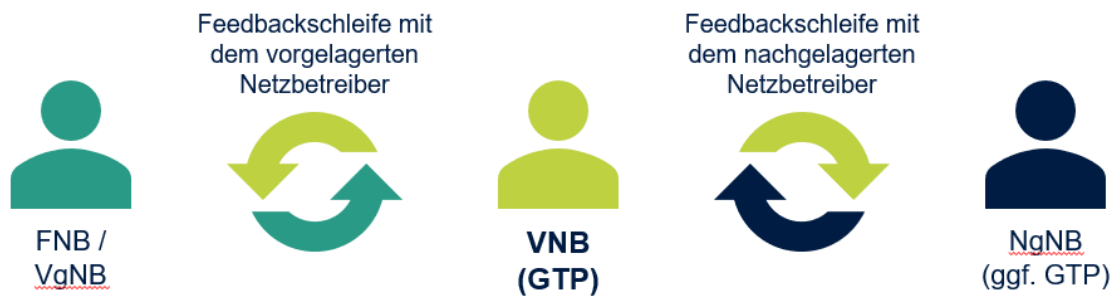 Feedbackschleife mit
dem vorgelagerten
Netzbetreiber
Feedbackschleife mit
dem nachgelagerten
Netzbetreiber
FNB /
VgNB
VNB
(GTP)
NgNB
(ggf. GTP)